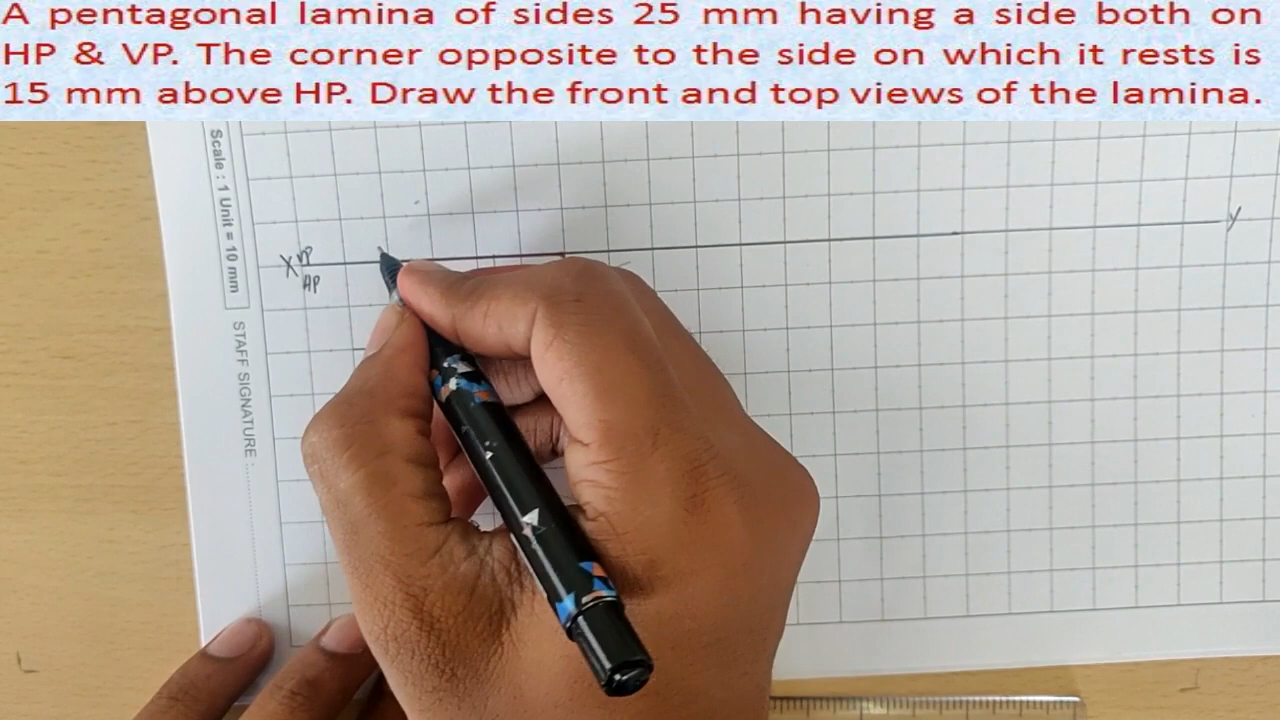 A pentagonal lamina of sides 25 mm having a side both on
HP & VP. The corner opposite to the side on which it rests is
15 mm above HP. Draw the front and top views of the lamina.
Scale : 1 Unit = 10 mm
STAFF SIGNATURE :
X VP
HP
Y